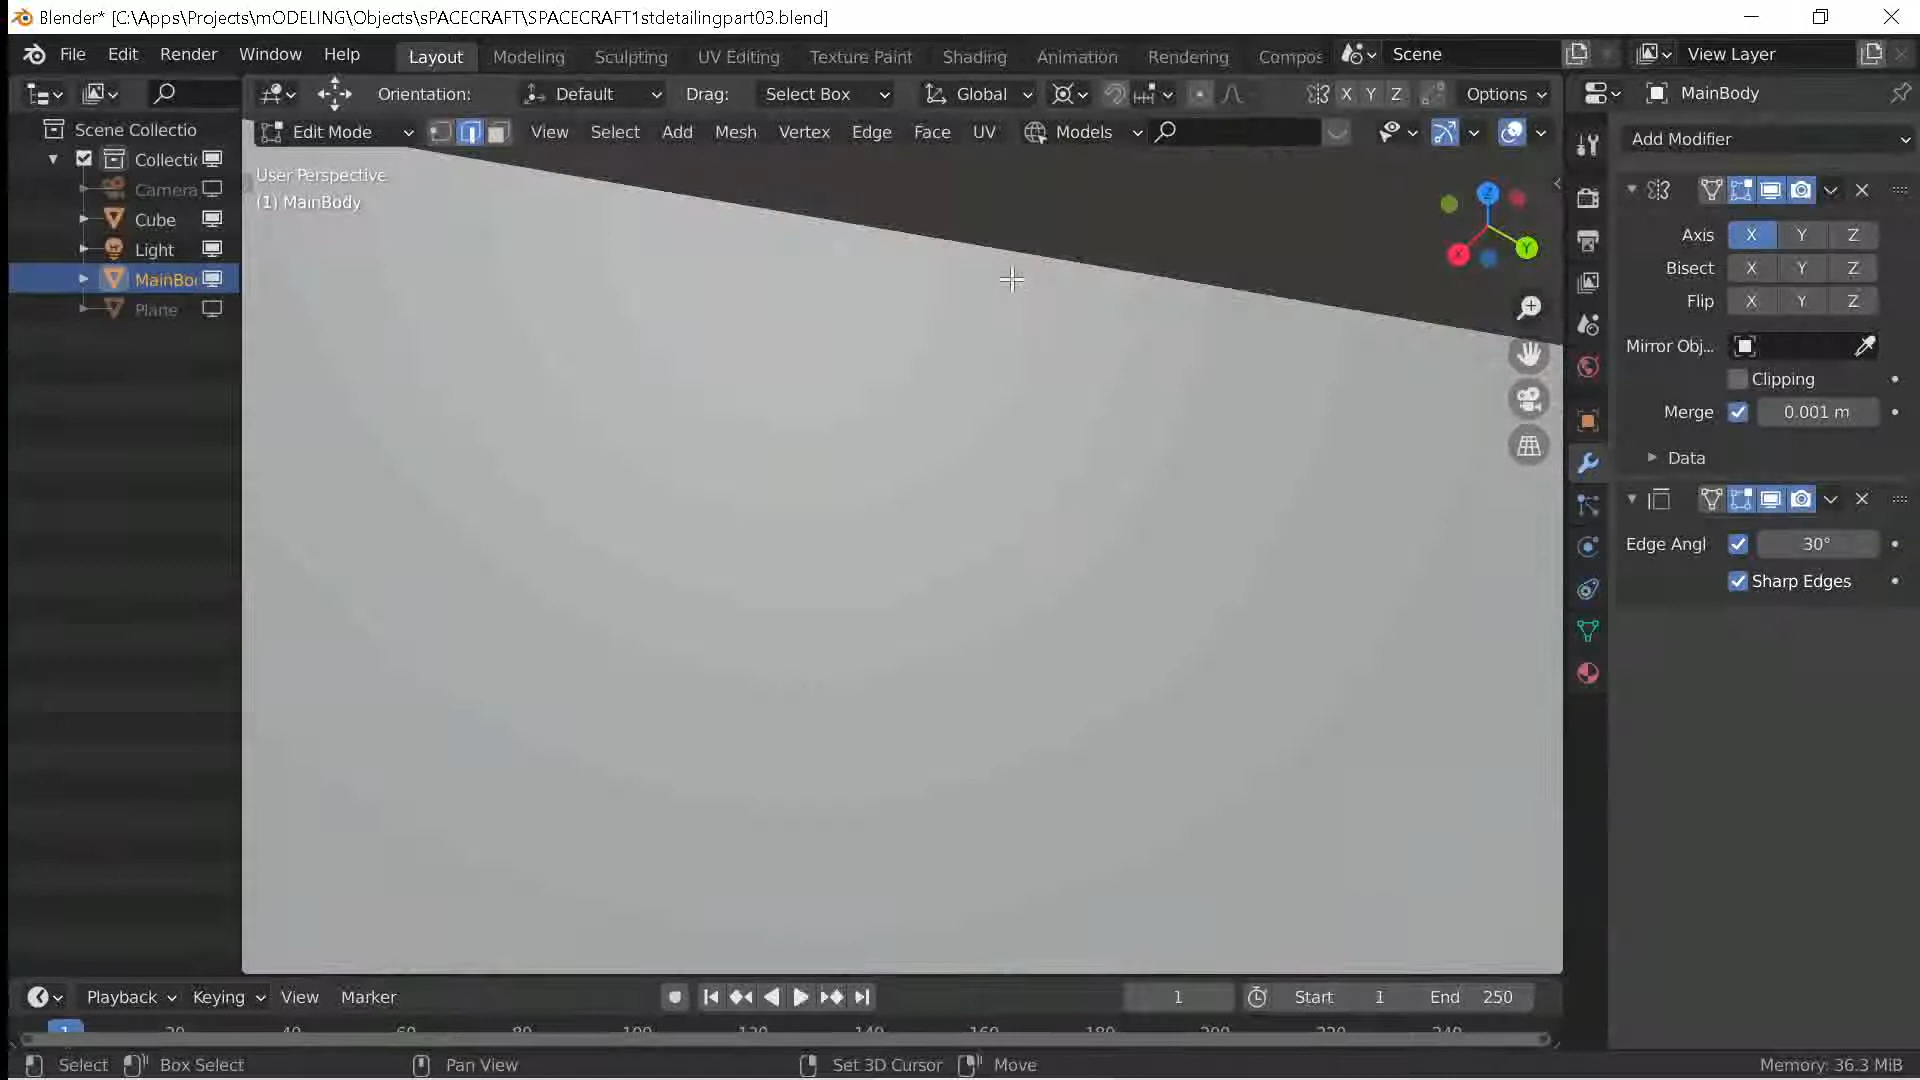 Blender* [C:\Apps\Projects\mODELING\Objects\sPACECRAFT\SPACECRAFT1stdetailingpart03.blend]
File Edit Render Window Help Layout Modeling Sculpting UV Editing Texture Paint Shading Animation Rendering Compos Scene View Layer
Orientation: Default Drag: Select Box Global X Y Z Options MainBody
Scene Collectio Edit Mode View Select Add Mesh Vertex Edge Face UV Models Add Modifier
Collectic
User Perspective
Camera
(1) MainBody
Cube
Light
MainBo
Plane
Z
Y
X
Axis X Y Z
Bisect X Y Z
Flip X Y Z
Mirror Obj...
Clipping
Merge 0.001 m
Data
Edge Angl 30°
Sharp Edges
Playback Keying View Marker 1 Start 1 End 250
1 20 40 60 80 100 120 140 160 180 200 220 240
Select Box Select Pan View Set 3D Cursor Move Memory: 36.3 MiB